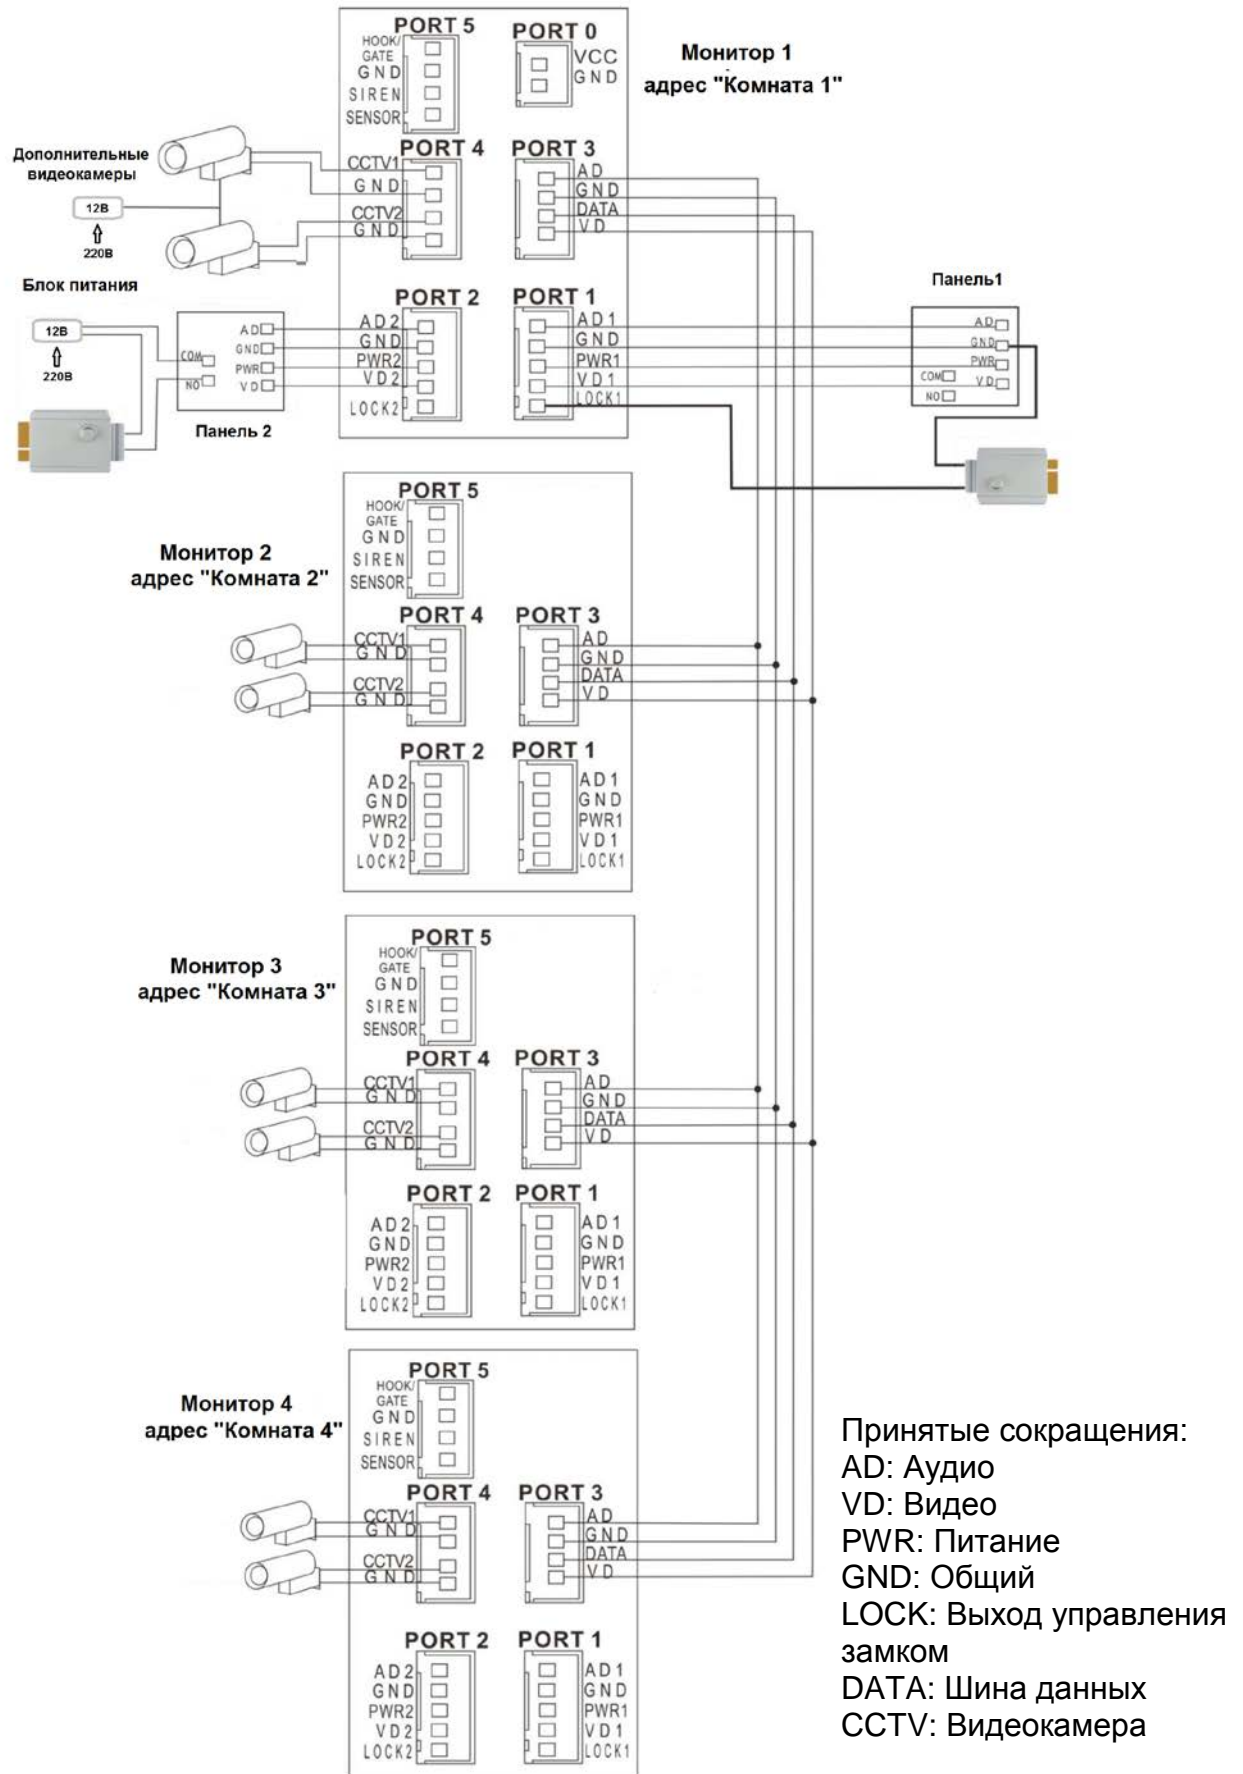 PORT 5
HOOK/
GATE
GND
SIREN
SENSOR
PORT 0
VCC
GND
Монитор 1
адрес "Комната 1"
Дополнительные
видеокамеры
12В
220В
PORT 4
CCTV1
GND
CCTV2
GND
PORT 3
AD
GND
DATA
VD
Блок питания
12В
220В
COM
NO
AD
GND
PWR
VD
Панель 2
PORT 2
AD2
GND
PWR2
VD2
LOCK2
PORT 1
AD1
GND
PWR1
VD1
LOCK1
Панель1
AD
GND
PWR
VD
COM
NO
Монитор 2
адрес "Комната 2"
PORT 5
HOOK/
GATE
GND
SIREN
SENSOR
PORT 4
CCTV1
GND
CCTV2
GND
PORT 3
AD
GND
DATA
VD
PORT 2
AD2
GND
PWR2
VD2
LOCK2
PORT 1
AD1
GND
PWR1
VD1
LOCK1
Монитор 3
адрес "Комната 3"
PORT 5
HOOK/
GATE
GND
SIREN
SENSOR
PORT 4
CCTV1
GND
CCTV2
GND
PORT 3
AD
GND
DATA
VD
PORT 2
AD2
GND
PWR2
VD2
LOCK2
PORT 1
AD1
GND
PWR1
VD1
LOCK1
Монитор 4
адрес "Комната 4"
PORT 5
HOOK/
GATE
GND
SIREN
SENSOR
PORT 4
CCTV1
GND
CCTV2
GND
PORT 3
AD
GND
DATA
VD
PORT 2
AD2
GND
PWR2
VD2
LOCK2
PORT 1
AD1
GND
PWR1
VD1
LOCK1
Принятые сокращения:
AD: Аудио
VD: Видео
PWR: Питание
GND: Общий
LOCK: Выход управления
замком
DATA: Шина данных
CCTV: Видеокамера